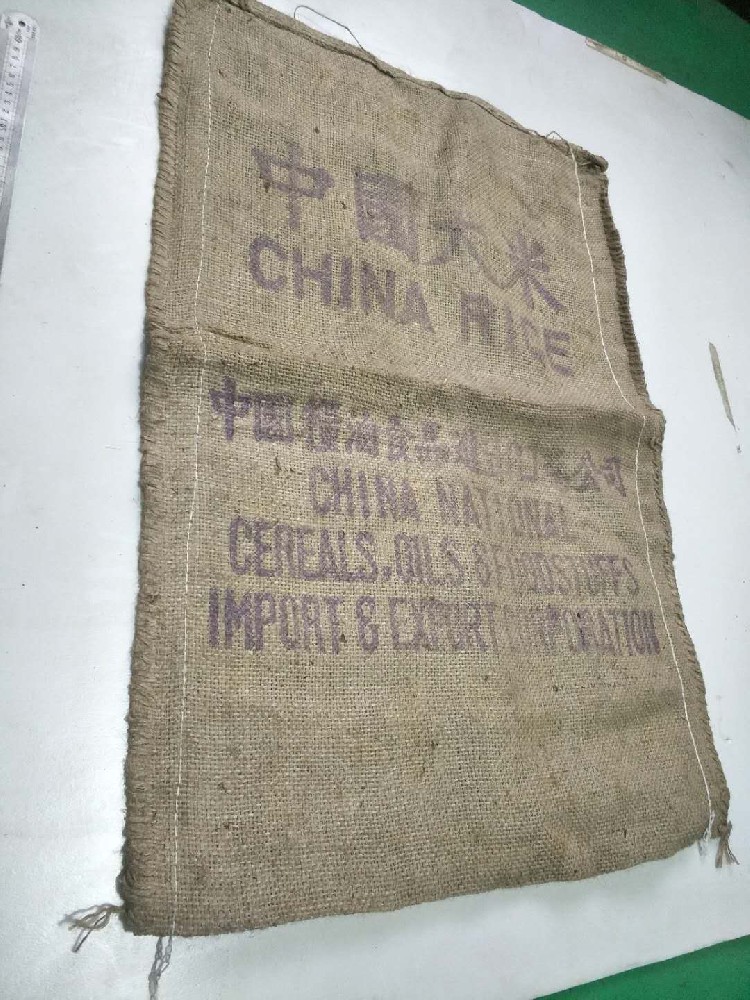 中國大米
CHINA RICE
中國糧油食品進出口總公司
CHINA NATIONAL
CEREALS, OILS & FOODSTUFFS
IMPORT & EXPORT CORPORATION